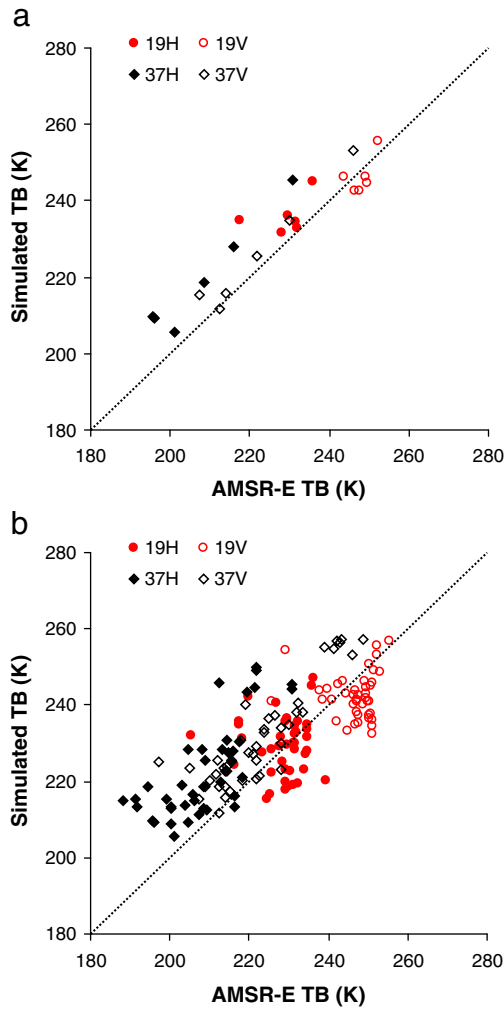 a
280
19H 19V
37H 37V
260
240
220
200
180
180 200 220 240 260 280
Simulated TB (K)
AMSR-E TB (K)
b
280
19H 19V
37H 37V
260
240
220
200
180
180 200 220 240 260 280
Simulated TB (K)
AMSR-E TB (K)